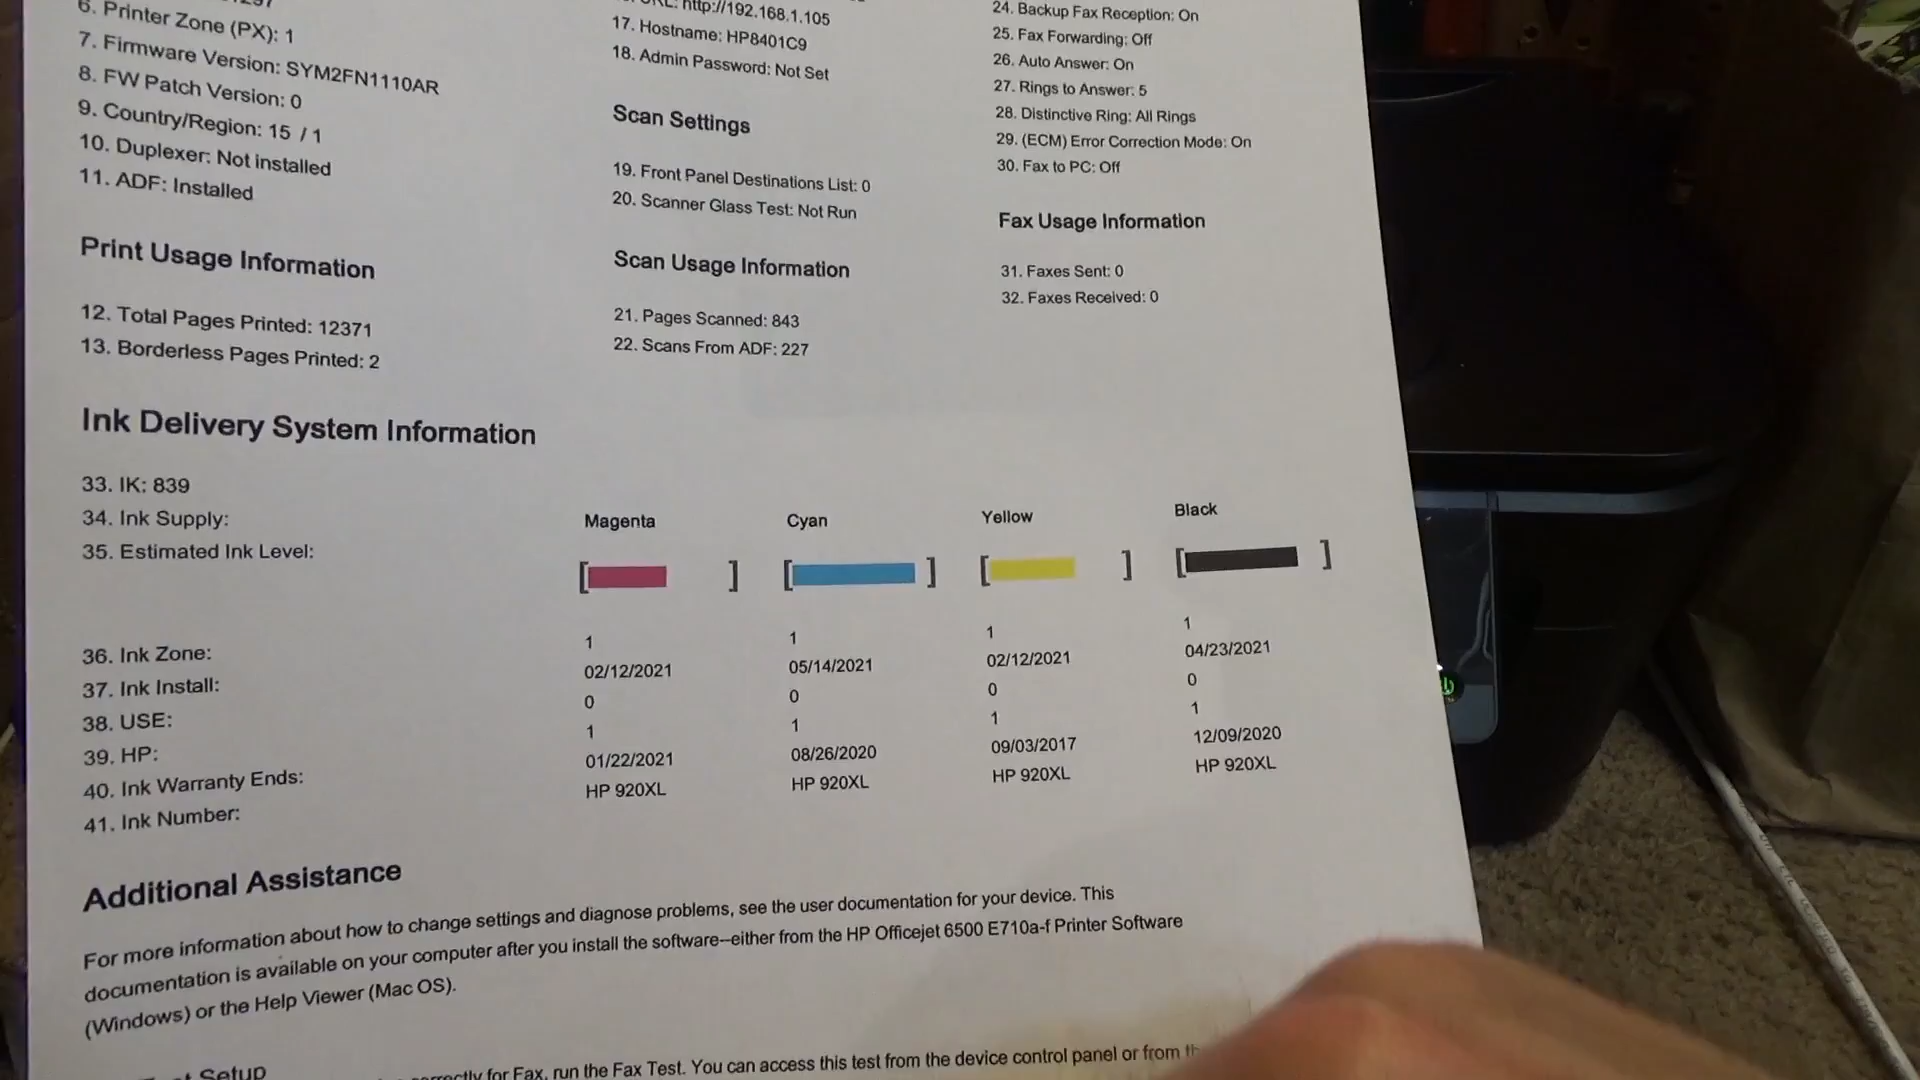 6. Printer Zone (PX): 1
7. Firmware Version: SYM2FN1110AR
8. FW Patch Version: 0
9. Country/Region: 15 / 1
10. Duplexer: Not installed
11. ADF: Installed
Print Usage Information
12. Total Pages Printed: 12371
13. Borderless Pages Printed: 2
http://192.168.1.105
17. Hostname: HP8401C9
18. Admin Password: Not Set
Scan Settings
19. Front Panel Destinations List: 0
20. Scanner Glass Test: Not Run
Scan Usage Information
21. Pages Scanned: 843
22. Scans From ADF: 227
24. Backup Fax Reception: On
25. Fax Forwarding: Off
26. Auto Answer: On
27. Rings to Answer: 5
28. Distinctive Ring: All Rings
29. (ECM) Error Correction Mode: On
30. Fax to PC: Off
Fax Usage Information
31. Faxes Sent: 0
32. Faxes Received: 0
Ink Delivery System Information
33. IK: 839
34. Ink Supply: Magenta Cyan Yellow Black
35. Estimated Ink Level: [ ] [ ] [ ] [ ]
36. Ink Zone: 1 1 1 1
37. Ink Install: 02/12/2021 05/14/2021 02/12/2021 04/23/2021
38. USE: 0 0 0 0
39. HP: 1 1 1 1
40. Ink Warranty Ends: 01/22/2021 08/26/2020 09/03/2017 12/09/2020
41. Ink Number: HP 920XL HP 920XL HP 920XL HP 920XL
Additional Assistance
For more information about how to change settings and diagnose problems, see the user documentation for your device. This
documentation is available on your computer after you install the software--either from the HP Officejet 6500 E710a-f Printer Software
(Windows) or the Help Viewer (Mac OS).
Setup
for Fax, run the Fax Test. You can access this test from the device control panel or from